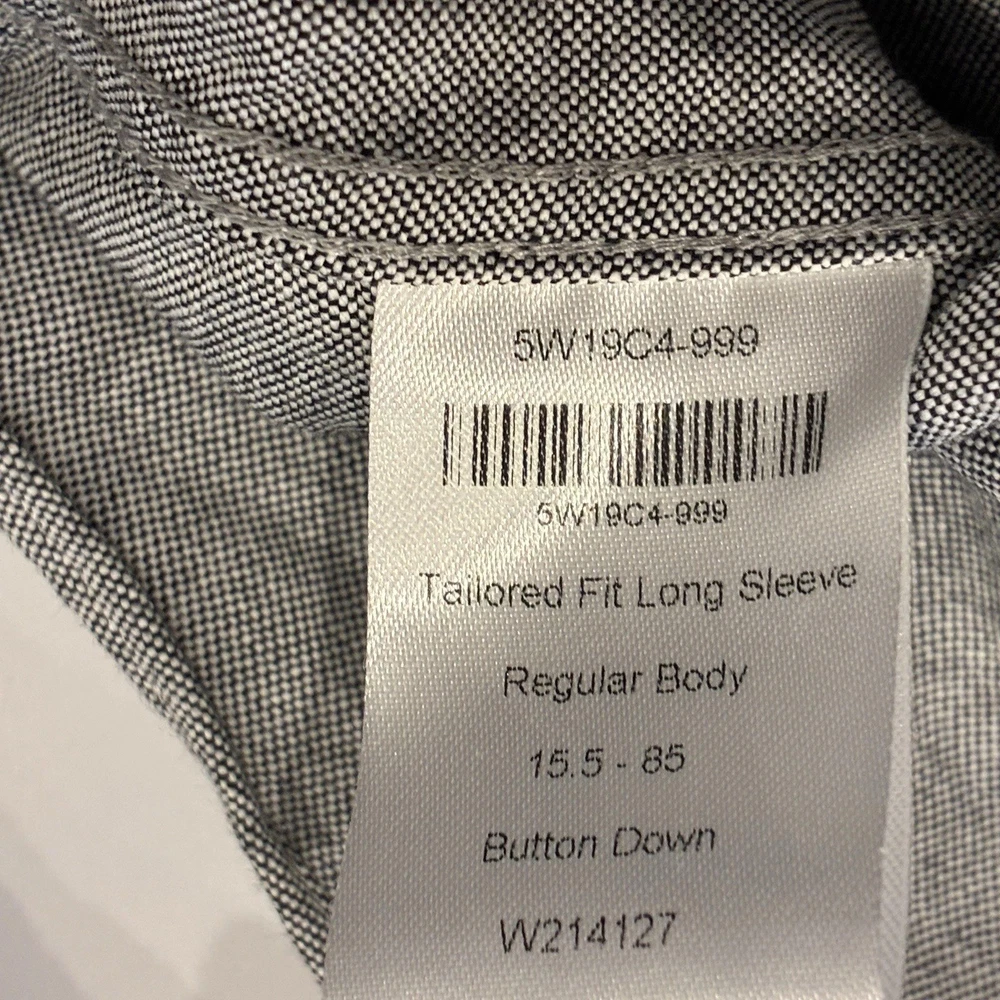 5W19C4-999
5W19C4-999
Tailored Fit Long Sleeve
Regular Body
15.5 - 85
Button Down
W214127